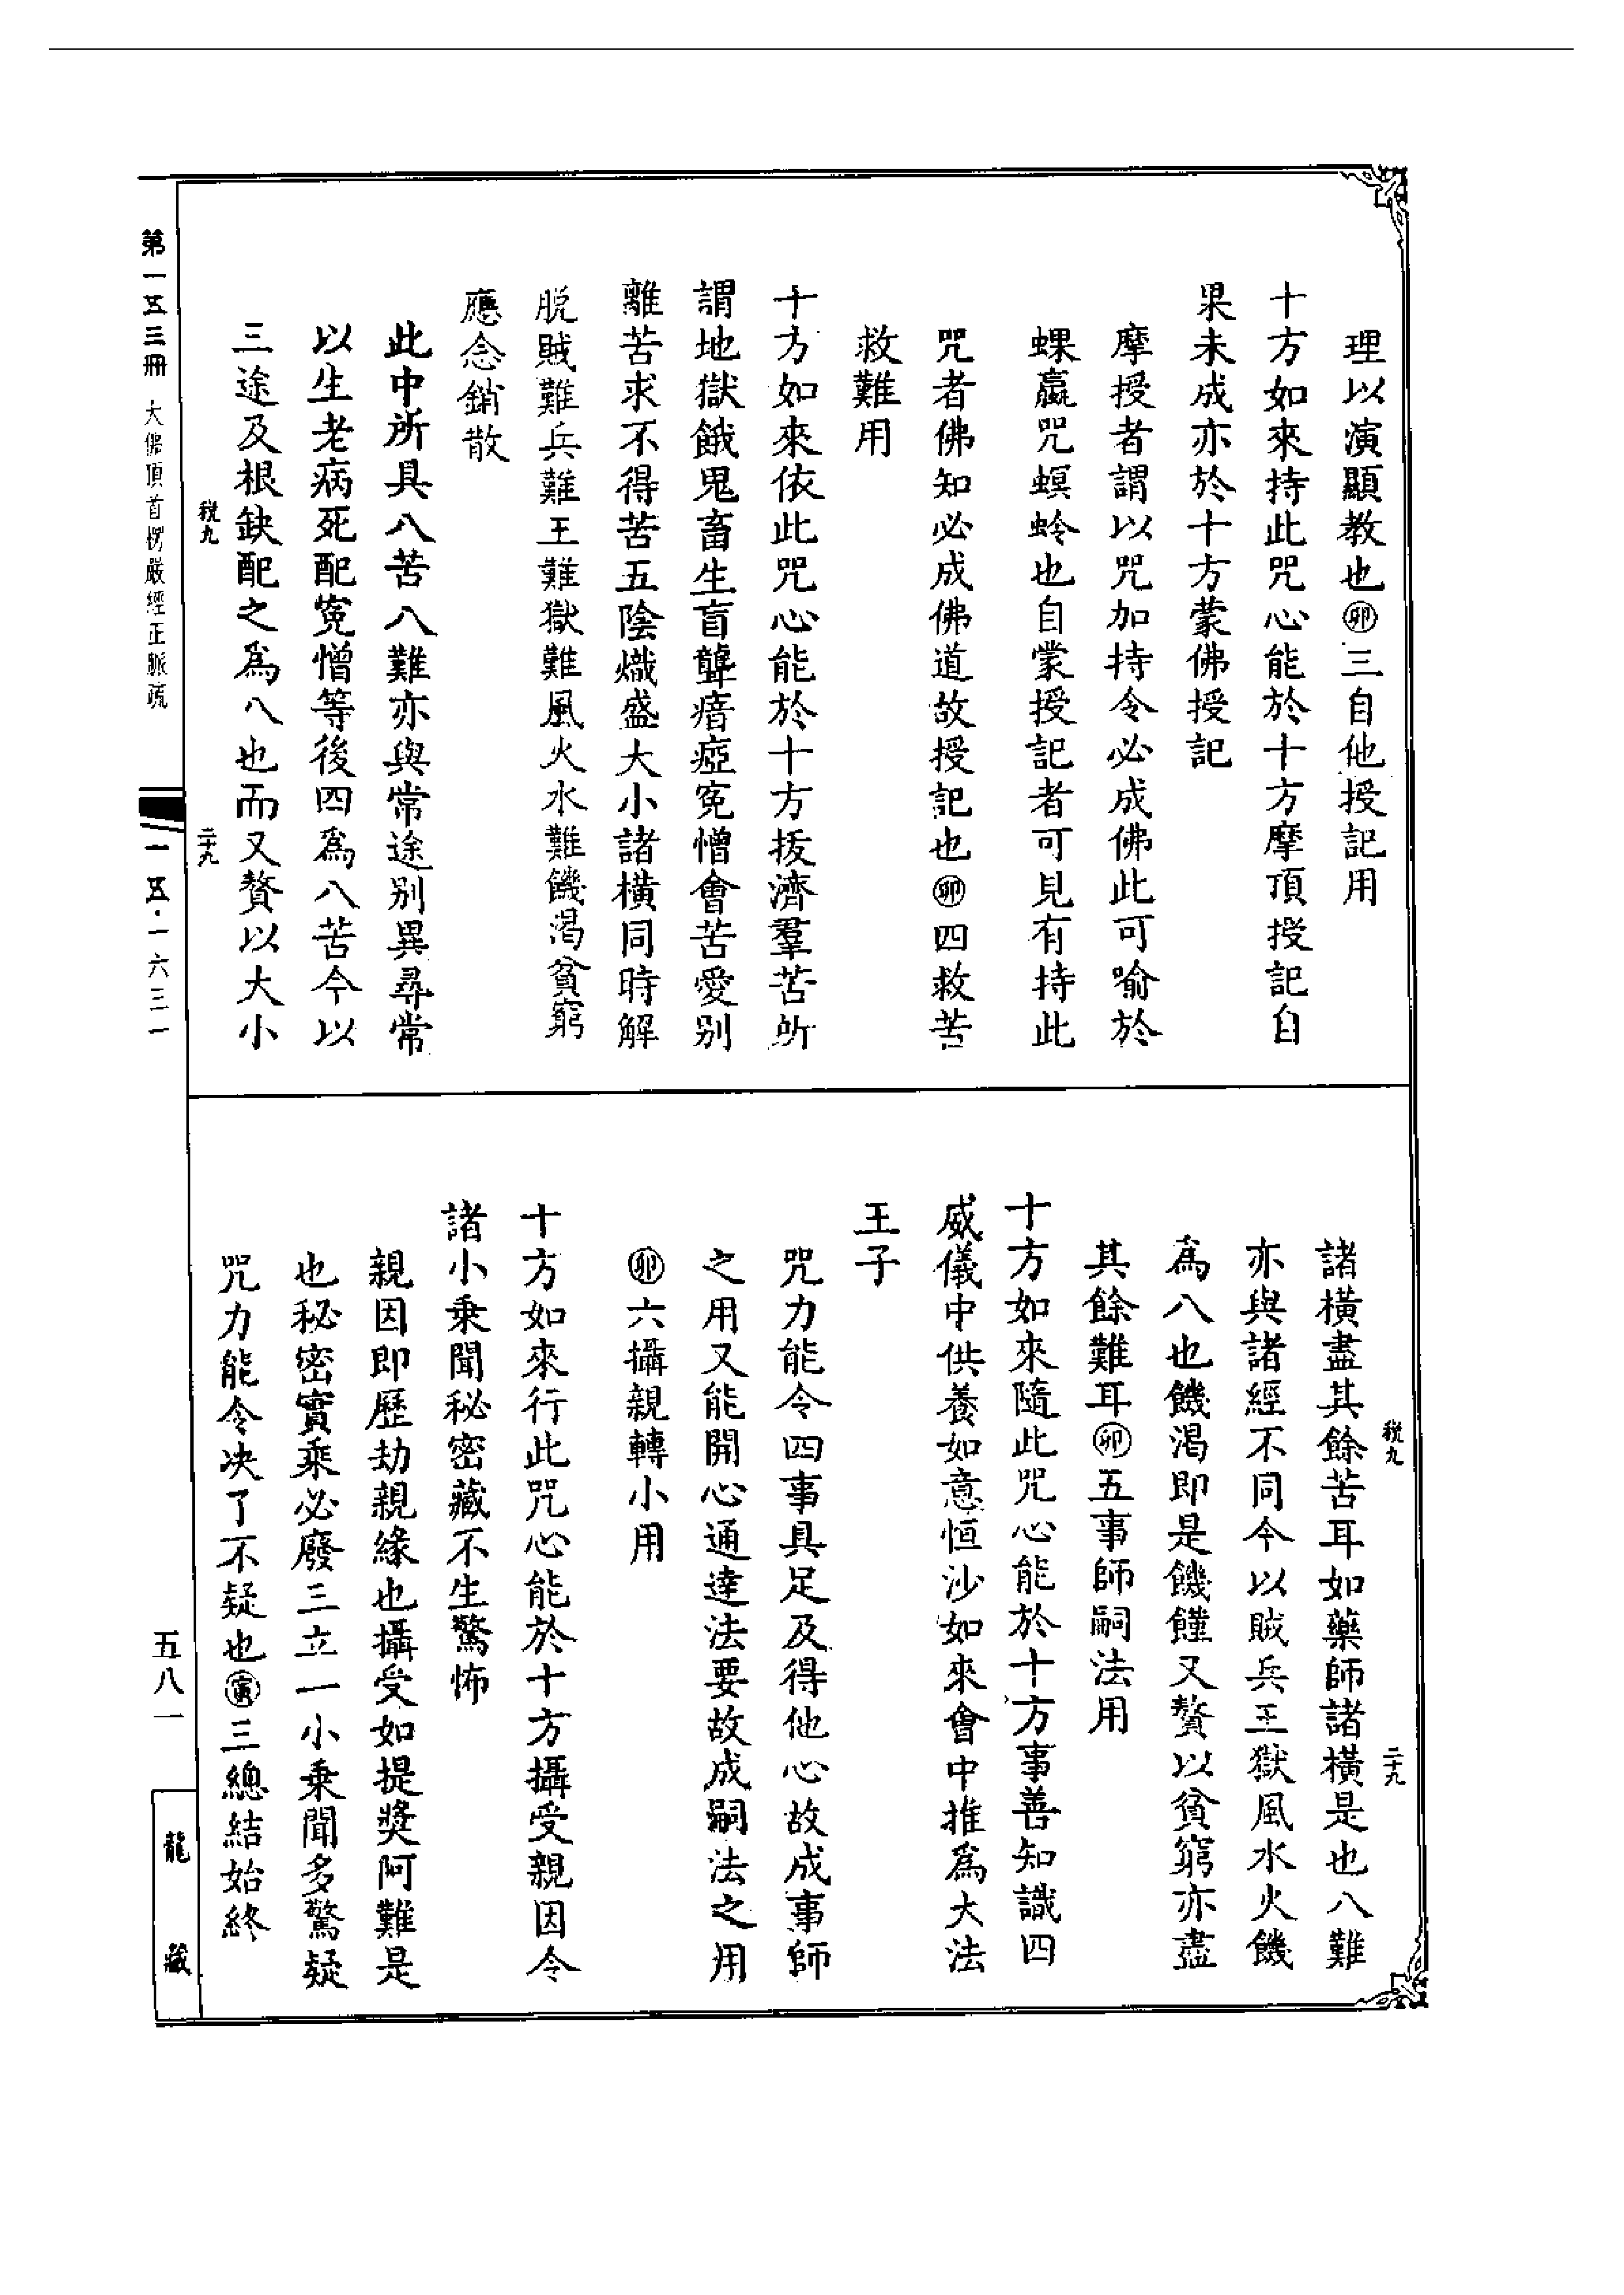 理以演顯教也㊞三自他授記用
十方如來持此咒心能於十方摩頂授記自
果未成亦於十方蒙佛授記
摩授者謂以咒加持令必成佛此可喻於
蜾蠃咒螟蛉也自蒙授記者可見有持此
咒者佛知必成佛道故授記也卯四救苦
救難用
十方如來依此咒心能於十方拔濟羣苦所
謂地獄餓鬼畜生盲聾瘖瘂寃憎會苦愛別
離苦求不得苦五陰熾盛大小諸橫同時解
脫賊難兵難王難獄難風火水難饑渴貧窮
應念銷散
此中所具八苦八難亦與常途別異尋常
以生老病死配寃憎等後四爲八苦今以
三途及根缺配之爲八也而又贅以大小
稅九
二十九
第一五三冊 大佛頂首楞嚴經正脈疏
一五·一六三一
稅九
二十九
諸橫盡其餘苦耳如藥師諸橫是也八難
亦與諸經不同今以賊兵王獄風水火饑
爲八也饑渴即是饑饉又贅以貧窮亦盡
其餘難耳卯五事師嗣法用
十方如來隨此咒心能於十方事善知識四
威儀中供養如意恒沙如來會中推爲大法
王子
咒力能令四事具足及得他心故成事師
之用又能開心通達法要故成嗣法之用
卯六攝親轉小用
十方如來行此咒心能於十方攝受親因令
諸小乘聞秘密藏不生驚怖
親因即歷劫親緣也攝受如提獎阿難是
也秘密實乘必廢三立一小乘聞多驚疑
咒力能令决了不疑也寅三總結始終
五八一
龍藏